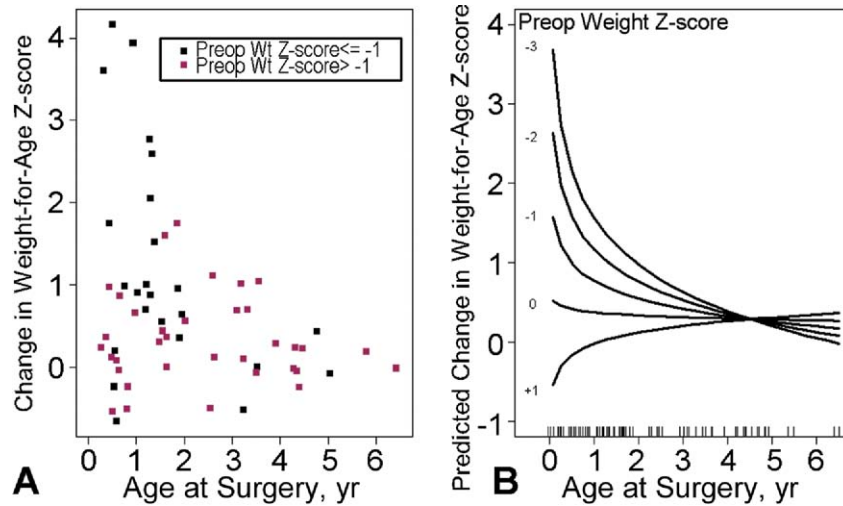 Change in Weight-for-Age Z-score
4
3
2
1
0
Preop Wt Z-score<= -1
Preop Wt Z-score> -1
0 1 2 3 4 5 6
Age at Surgery, yr
A
Predicted Change in Weight-for-Age Z-score
4
3
2
1
0
-1
Preop Weight Z-score
-3
-2
-1
0
+1
0 1 2 3 4 5 6
Age at Surgery, yr
B